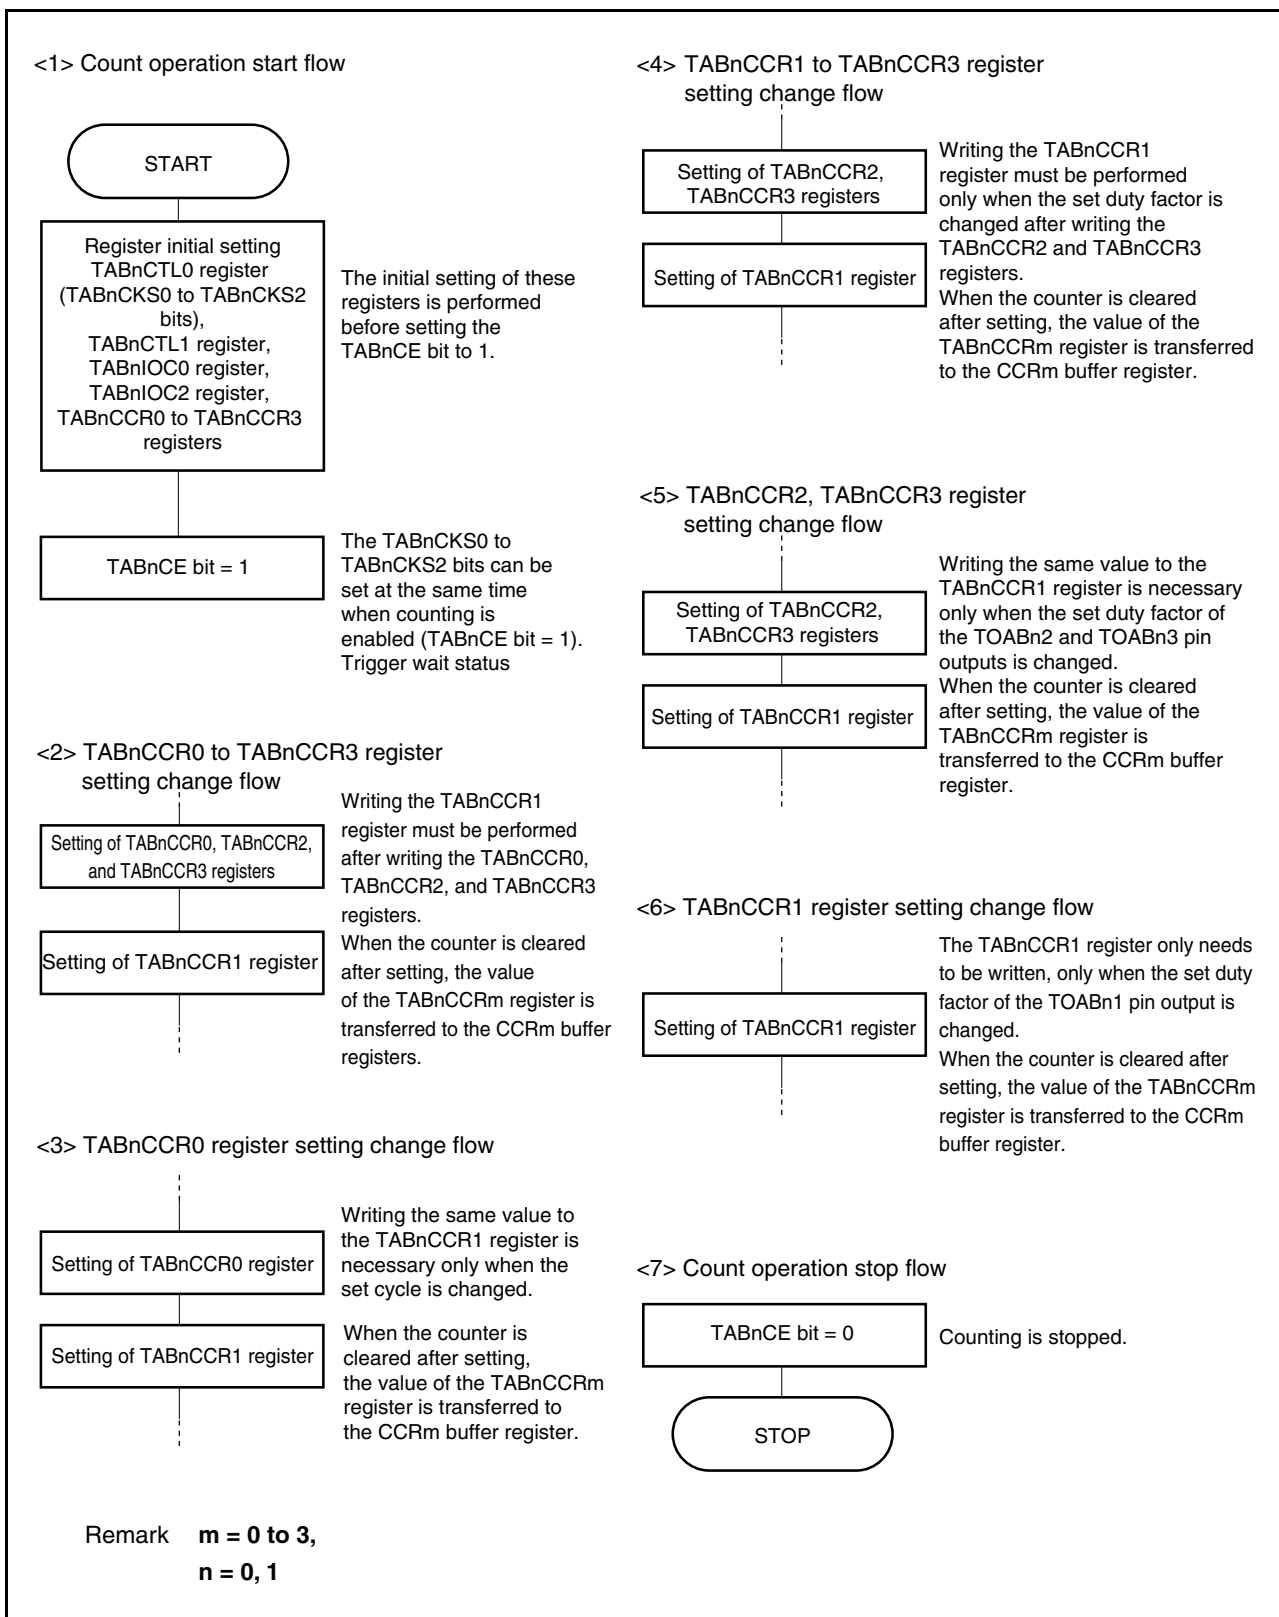 <1> Count operation start flow
START
Register initial setting
TABnCTL0 register
(TABnCKS0 to TABnCKS2
bits),
TABnCTL1 register,
TABnIOC0 register,
TABnIOC2 register,
TABnCCR0 to TABnCCR3
registers
The initial setting of these
registers is performed
before setting the
TABnCE bit to 1.
TABnCE bit = 1
The TABnCKS0 to
TABnCKS2 bits can be
set at the same time
when counting is
enabled (TABnCE bit = 1).
Trigger wait status
<2> TABnCCR0 to TABnCCR3 register
setting change flow
Setting of TABnCCR0, TABnCCR2,
and TABnCCR3 registers
Setting of TABnCCR1 register
Writing the TABnCCR1
register must be performed
after writing the TABnCCR0,
TABnCCR2, and TABnCCR3
registers.
When the counter is cleared
after setting, the value
of the TABnCCRm register is
transferred to the CCRm buffer
registers.
<3> TABnCCR0 register setting change flow
Setting of TABnCCR0 register
Writing the same value to
the TABnCCR1 register is
necessary only when the
set cycle is changed.
Setting of TABnCCR1 register
When the counter is
cleared after setting,
the value of the TABnCCRm
register is transferred to
the CCRm buffer register.
<4> TABnCCR1 to TABnCCR3 register
setting change flow
Setting of TABnCCR2,
TABnCCR3 registers
Setting of TABnCCR1 register
Writing the TABnCCR1
register must be performed
only when the set duty factor is
changed after writing the
TABnCCR2 and TABnCCR3
registers.
When the counter is cleared
after setting, the value of the
TABnCCRm register is transferred
to the CCRm buffer register.
<5> TABnCCR2, TABnCCR3 register
setting change flow
Setting of TABnCCR2,
TABnCCR3 registers
Setting of TABnCCR1 register
Writing the same value to the
TABnCCR1 register is necessary
only when the set duty factor of
the TOABn2 and TOABn3 pin
outputs is changed.
When the counter is cleared
after setting, the value of the
TABnCCRm register is
transferred to the CCRm buffer
register.
<6> TABnCCR1 register setting change flow
Setting of TABnCCR1 register
The TABnCCR1 register only needs
to be written, only when the set duty
factor of the TOABn1 pin output is
changed.
When the counter is cleared after
setting, the value of the TABnCCRm
register is transferred to the CCRm
buffer register.
<7> Count operation stop flow
TABnCE bit = 0
Counting is stopped.
STOP
Remark m = 0 to 3,
n = 0, 1